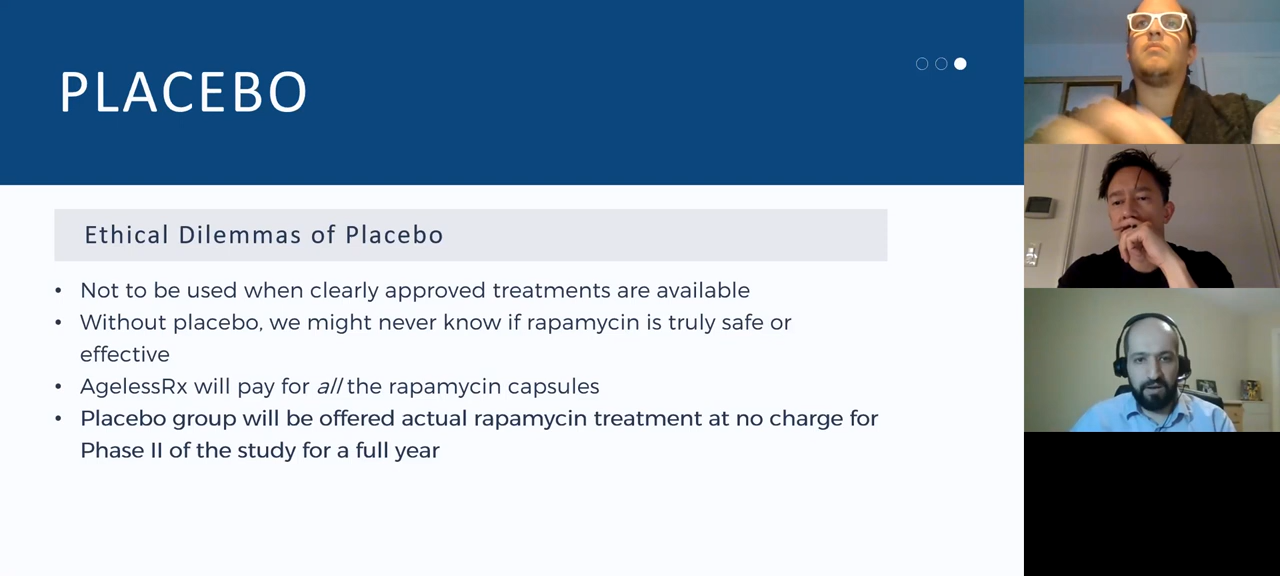 PLACEBO
Ethical Dilemmas of Placebo
• Not to be used when clearly approved treatments are available
• Without placebo, we might never know if rapamycin is truly safe or
effective
• AgelessRx will pay for all the rapamycin capsules
• Placebo group will be offered actual rapamycin treatment at no charge for
Phase II of the study for a full year